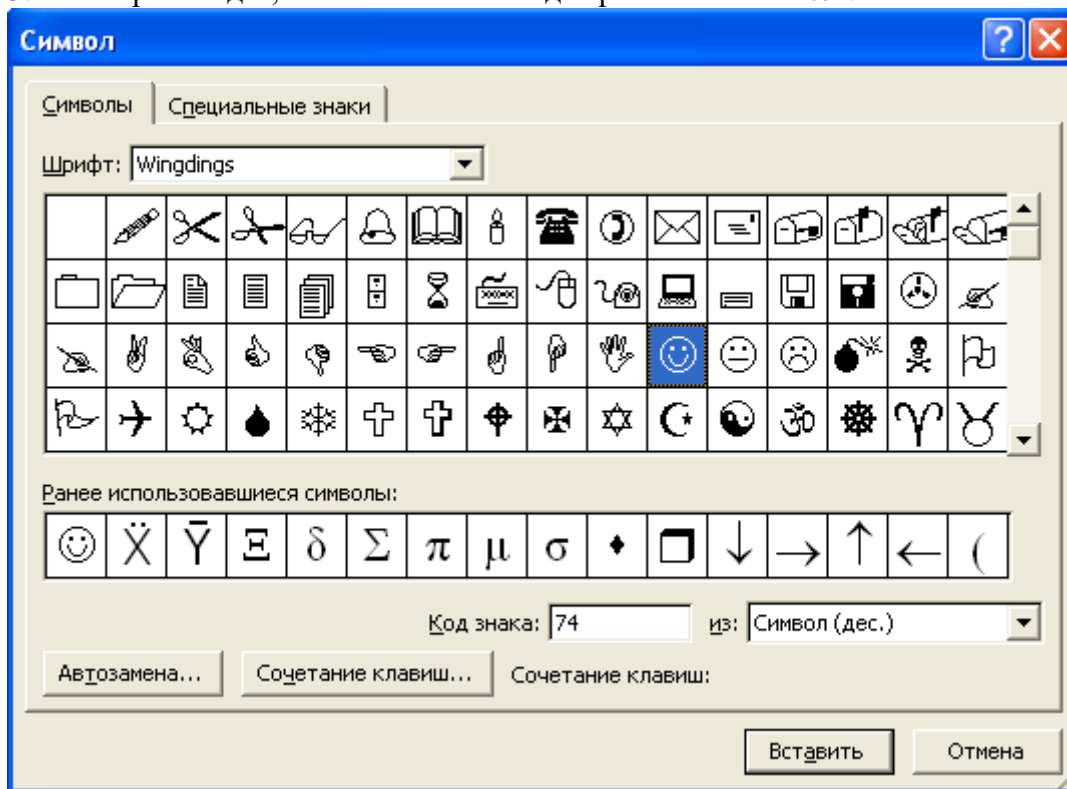 Символ
Символы Специальные знаки
Шрифт: Wingdings
Ранее использовавшиеся символы:
Ẍ Ȳ Ξ δ Σ π μ σ ♦ ❒ ↓ → ↑ ← (
Код знака: 74 из: Символ (дес.)
Автозамена... Сочетание клавиш... Сочетание клавиш:
Вставить Отмена